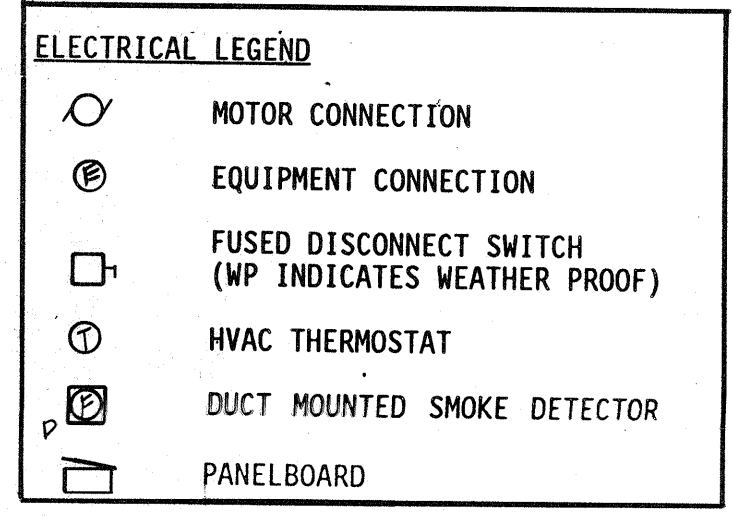 ELECTRICAL LEGEND
MOTOR CONNECTION
E EQUIPMENT CONNECTION
FUSED DISCONNECT SWITCH
(WP INDICATES WEATHER PROOF)
T HVAC THERMOSTAT
F DUCT MOUNTED SMOKE DETECTOR
D
PANELBOARD